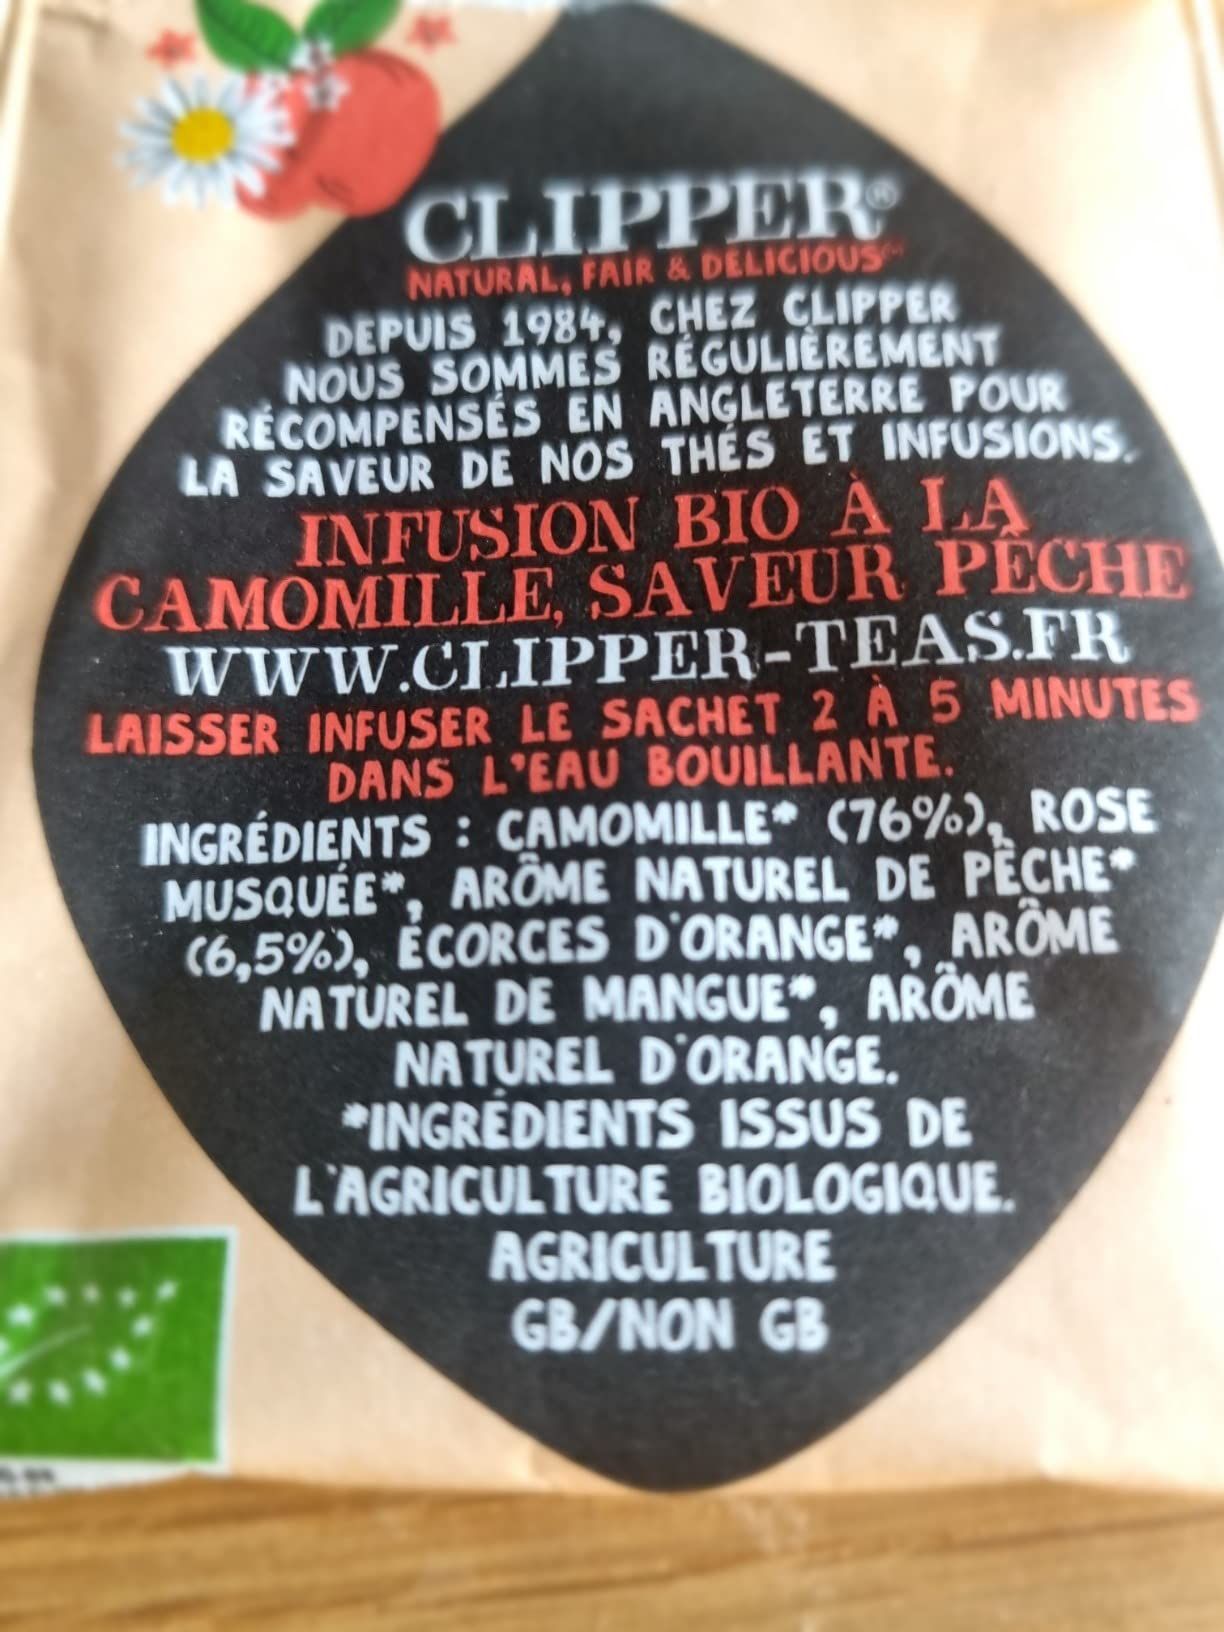 CLIPPER®
NATURAL, FAIR & DELICIOUS
DEPUIS 1984, CHEZ CLIPPER
NOUS SOMMES RÉGULIÈREMENT
RÉCOMPENSÉS EN ANGLETERRE POUR
LA SAVEUR DE NOS THÉS ET INFUSIONS.
INFUSION BIO À LA
CAMOMILLE, SAVEUR PÊCHE
WWW.CLIPPER-TEAS.FR
LAISSER INFUSER LE SACHET 2 À 5 MINUTES
DANS L'EAU BOUILLANTE.
INGRÉDIENTS : CAMOMILLE* (76%), ROSE
MUSQUÉE*, ARÔME NATUREL DE PÊCHE*
(6,5%), ÉCORCES D'ORANGE*, ARÔME
NATUREL DE MANGUE*, ARÔME
NATUREL D'ORANGE.
*INGRÉDIENTS ISSUS DE
L'AGRICULTURE BIOLOGIQUE.
AGRICULTURE
GB/NON GB